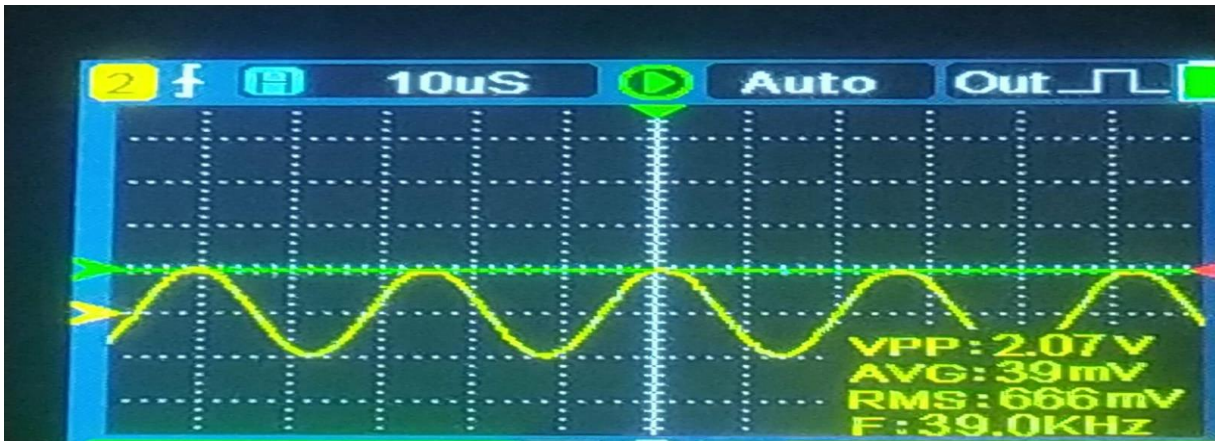 2 H 10uS Auto Out
VPP:2.07V
AVG:39mV
RMS:666mV
F:39.0KHz